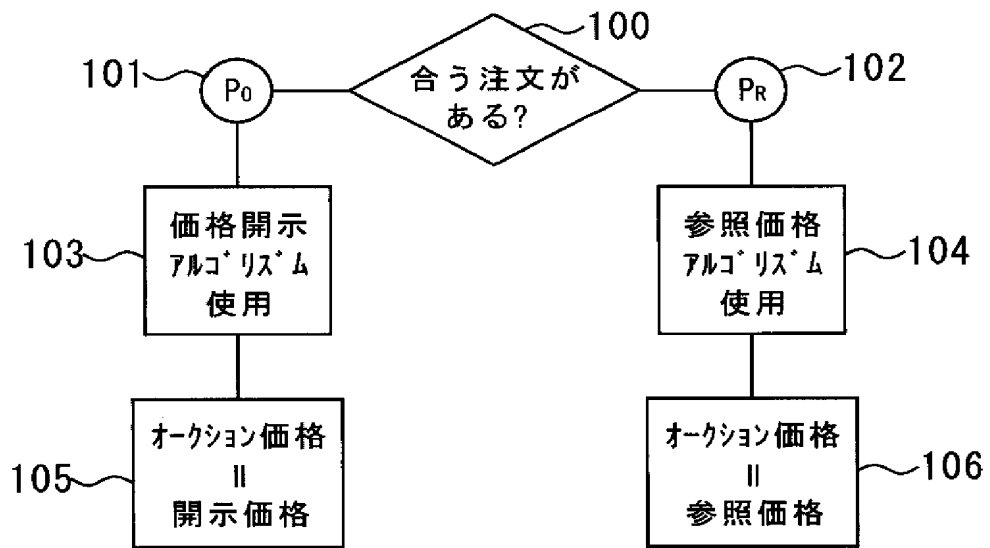 100
101
P0
合う注文が
ある?
PR
102
価格開示
アルゴリズム
使用
103
参照価格
アルゴリズム
使用
104
オークション価格
॥
開示価格
105
オークション価格
॥
参照価格
106